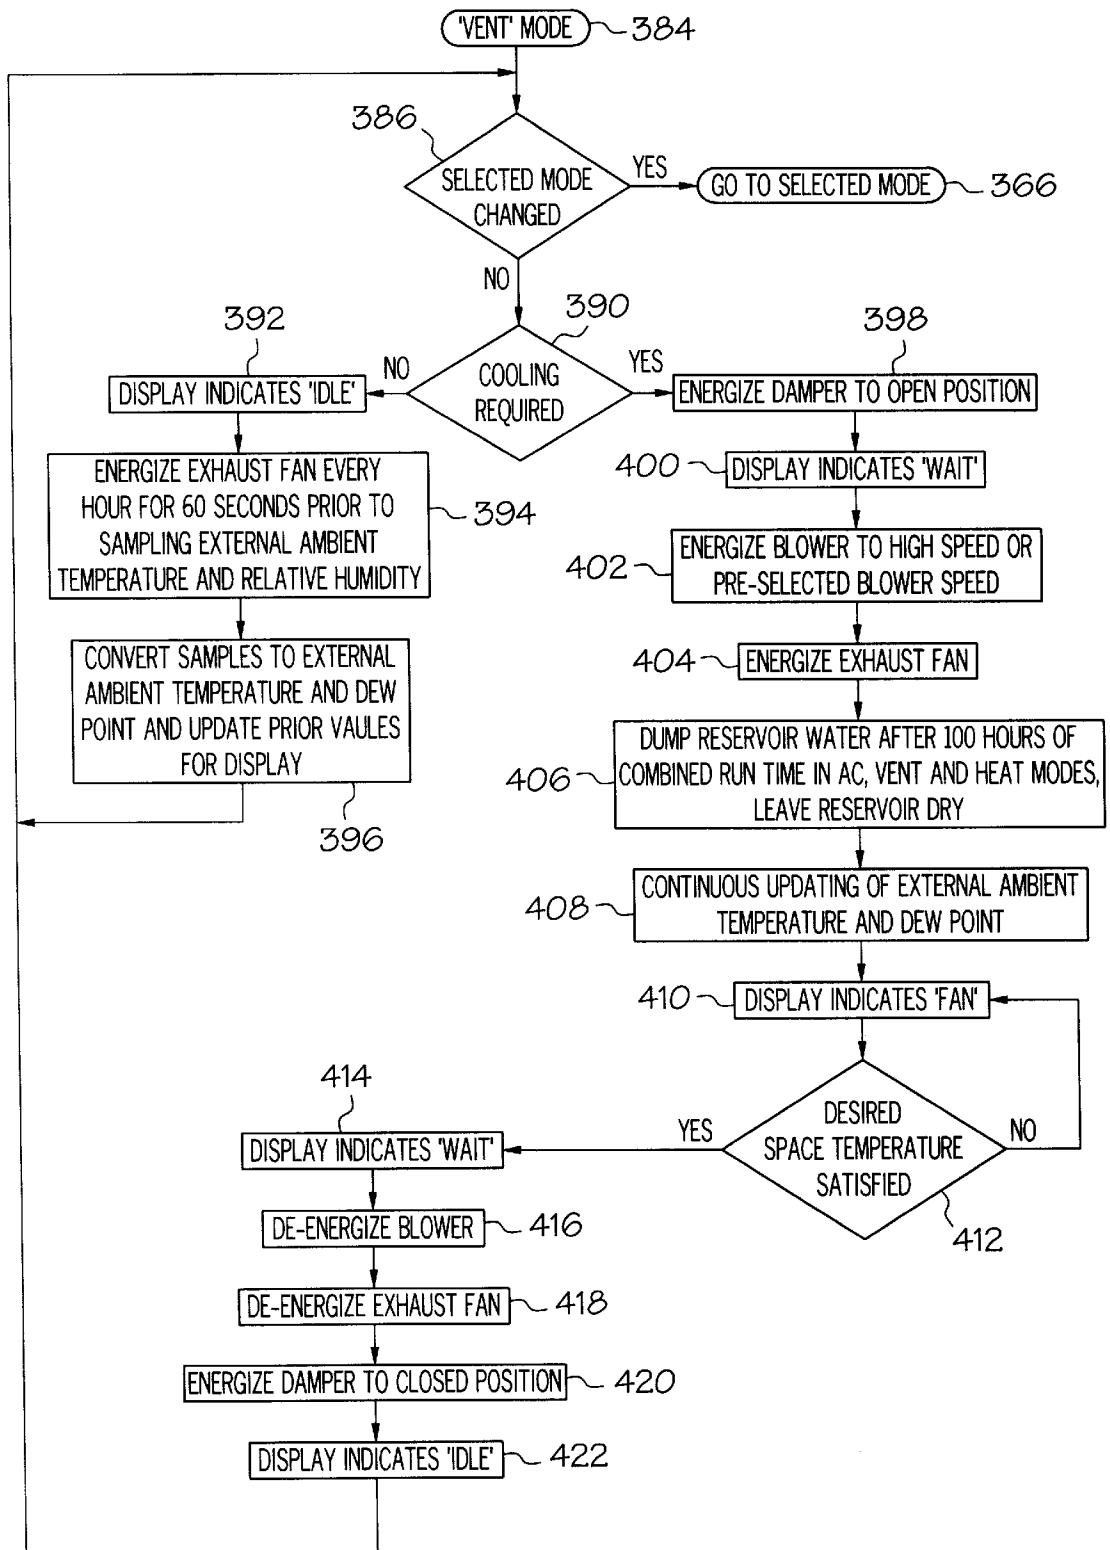 'VENT' MODE
384
386
SELECTED MODE
CHANGED
YES
GO TO SELECTED MODE
366
NO
390
COOLING
REQUIRED
NO
YES
392
DISPLAY INDICATES 'IDLE'
ENERGIZE EXHAUST FAN EVERY
HOUR FOR 60 SECONDS PRIOR TO
SAMPLING EXTERNAL AMBIENT
TEMPERATURE AND RELATIVE HUMIDITY
394
CONVERT SAMPLES TO EXTERNAL
AMBIENT TEMPERATURE AND DEW
POINT AND UPDATE PRIOR VAULES
FOR DISPLAY
396
398
ENERGIZE DAMPER TO OPEN POSITION
400
DISPLAY INDICATES 'WAIT'
402
ENERGIZE BLOWER TO HIGH SPEED OR
PRE-SELECTED BLOWER SPEED
404
ENERGIZE EXHAUST FAN
406
DUMP RESERVOIR WATER AFTER 100 HOURS OF
COMBINED RUN TIME IN AC, VENT AND HEAT MODES,
LEAVE RESERVOIR DRY
408
CONTINUOUS UPDATING OF EXTERNAL AMBIENT
TEMPERATURE AND DEW POINT
410
DISPLAY INDICATES 'FAN'
DESIRED
SPACE TEMPERATURE
SATISFIED
YES
NO
412
414
DISPLAY INDICATES 'WAIT'
DE-ENERGIZE BLOWER
416
DE-ENERGIZE EXHAUST FAN
418
ENERGIZE DAMPER TO CLOSED POSITION
420
DISPLAY INDICATES 'IDLE'
422